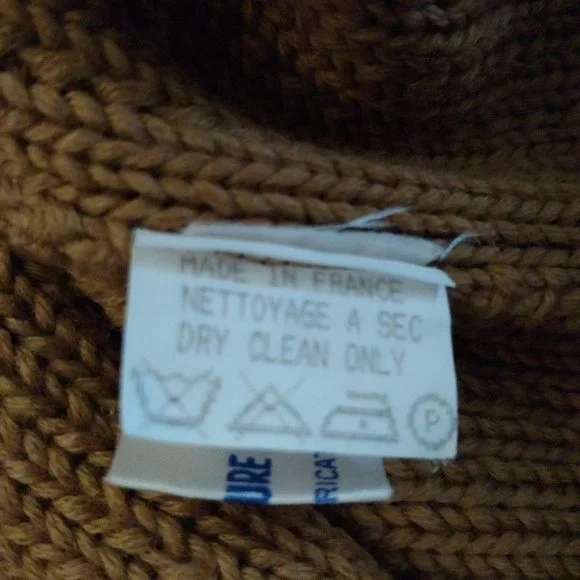 MADE IN FRANCE
NETTOYAGE A SEC
DRY CLEAN ONLY
P